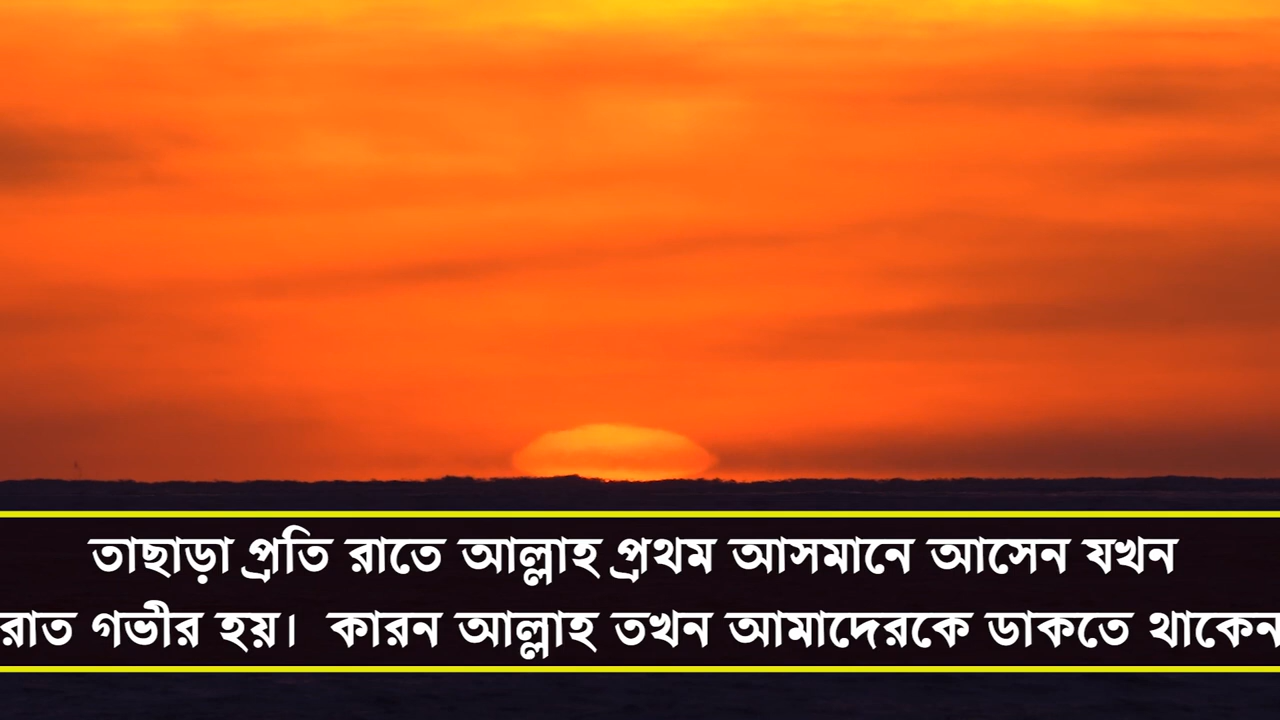 তাছাড়া প্রতি রাতে আল্লাহ প্রথম আসমানে আসেন যখন
রাত গভীর হয়। কারন আল্লাহ তখন আমাদেরকে ডাকতে থাকেন